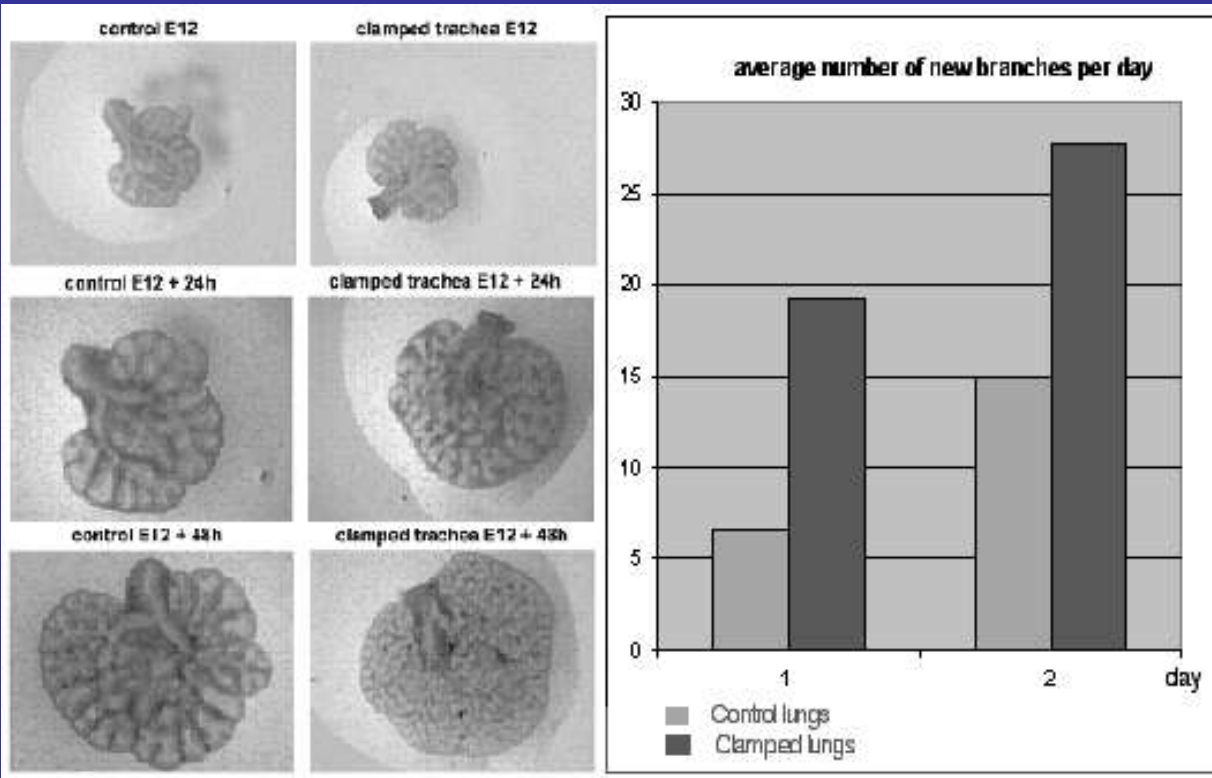 control E12
clamped trachea E12
control E12 + 24h
clamped trachea E12 + 24h
control E12 + 48h
clamped trachea E12 + 48h
average number of new branches per day
30
25
20
15
10
5
0
1 2 day
Control lungs
Clamped lungs